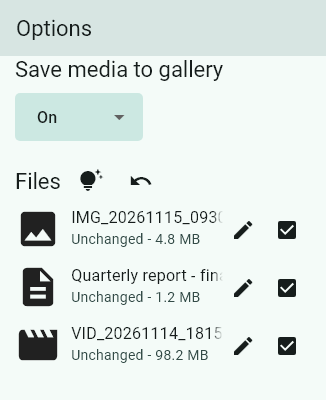 Options
Save media to gallery
On
Files
IMG_20261115_093
Unchanged - 4.8 MB
Quarterly report - fin
Unchanged - 1.2 MB
VID_20261114_1815
Unchanged - 98.2 MB